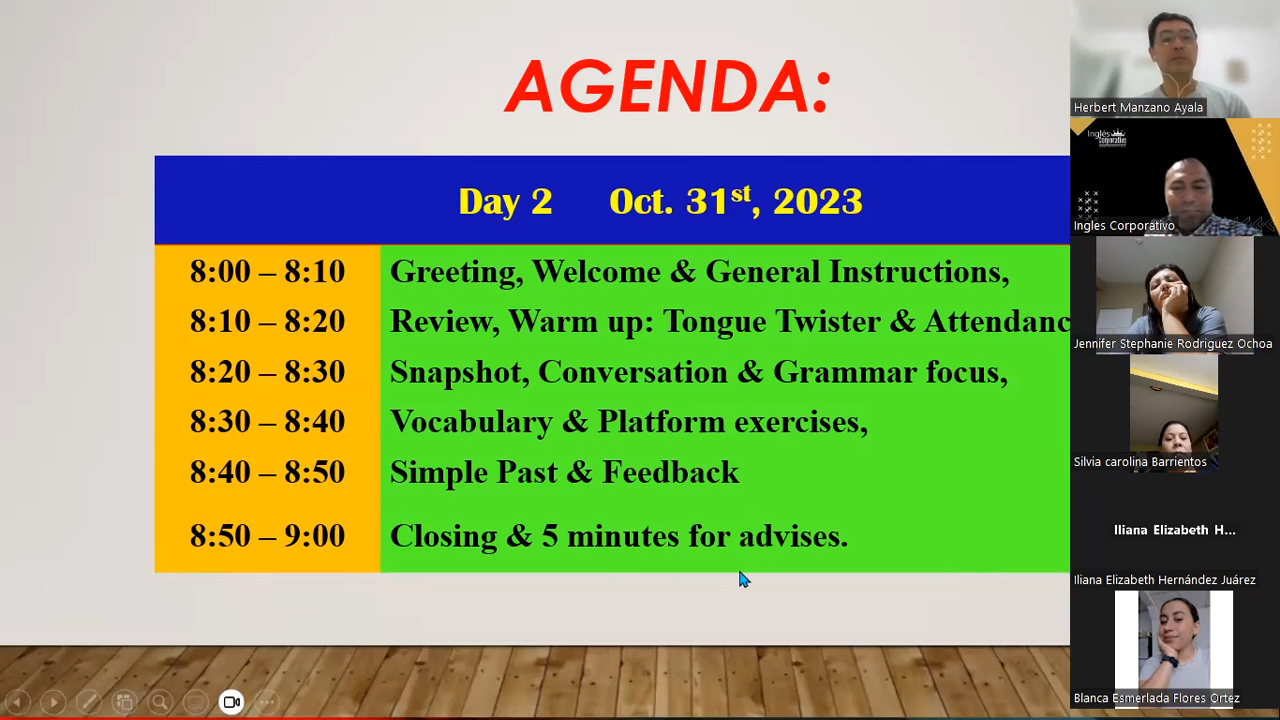 AGENDA:
Day 2 Oct. 31st, 2023
8:00 – 8:10 Greeting, Welcome & General Instructions,
8:10 – 8:20 Review, Warm up: Tongue Twister & Attendanc
8:20 – 8:30 Snapshot, Conversation & Grammar focus,
8:30 – 8:40 Vocabulary & Platform exercises,
8:40 – 8:50 Simple Past & Feedback
8:50 – 9:00 Closing & 5 minutes for advises.
Herbert Manzano Ayala
Inglés
Corporativo
Ingles Corporativo
Jennifer Stephanie Rodriguez Ochoa
Silvia carolina Barrientos
Iliana Elizabeth H...
Iliana Elizabeth Hernández Juárez
Blanca Esmerlada Flores Ortez